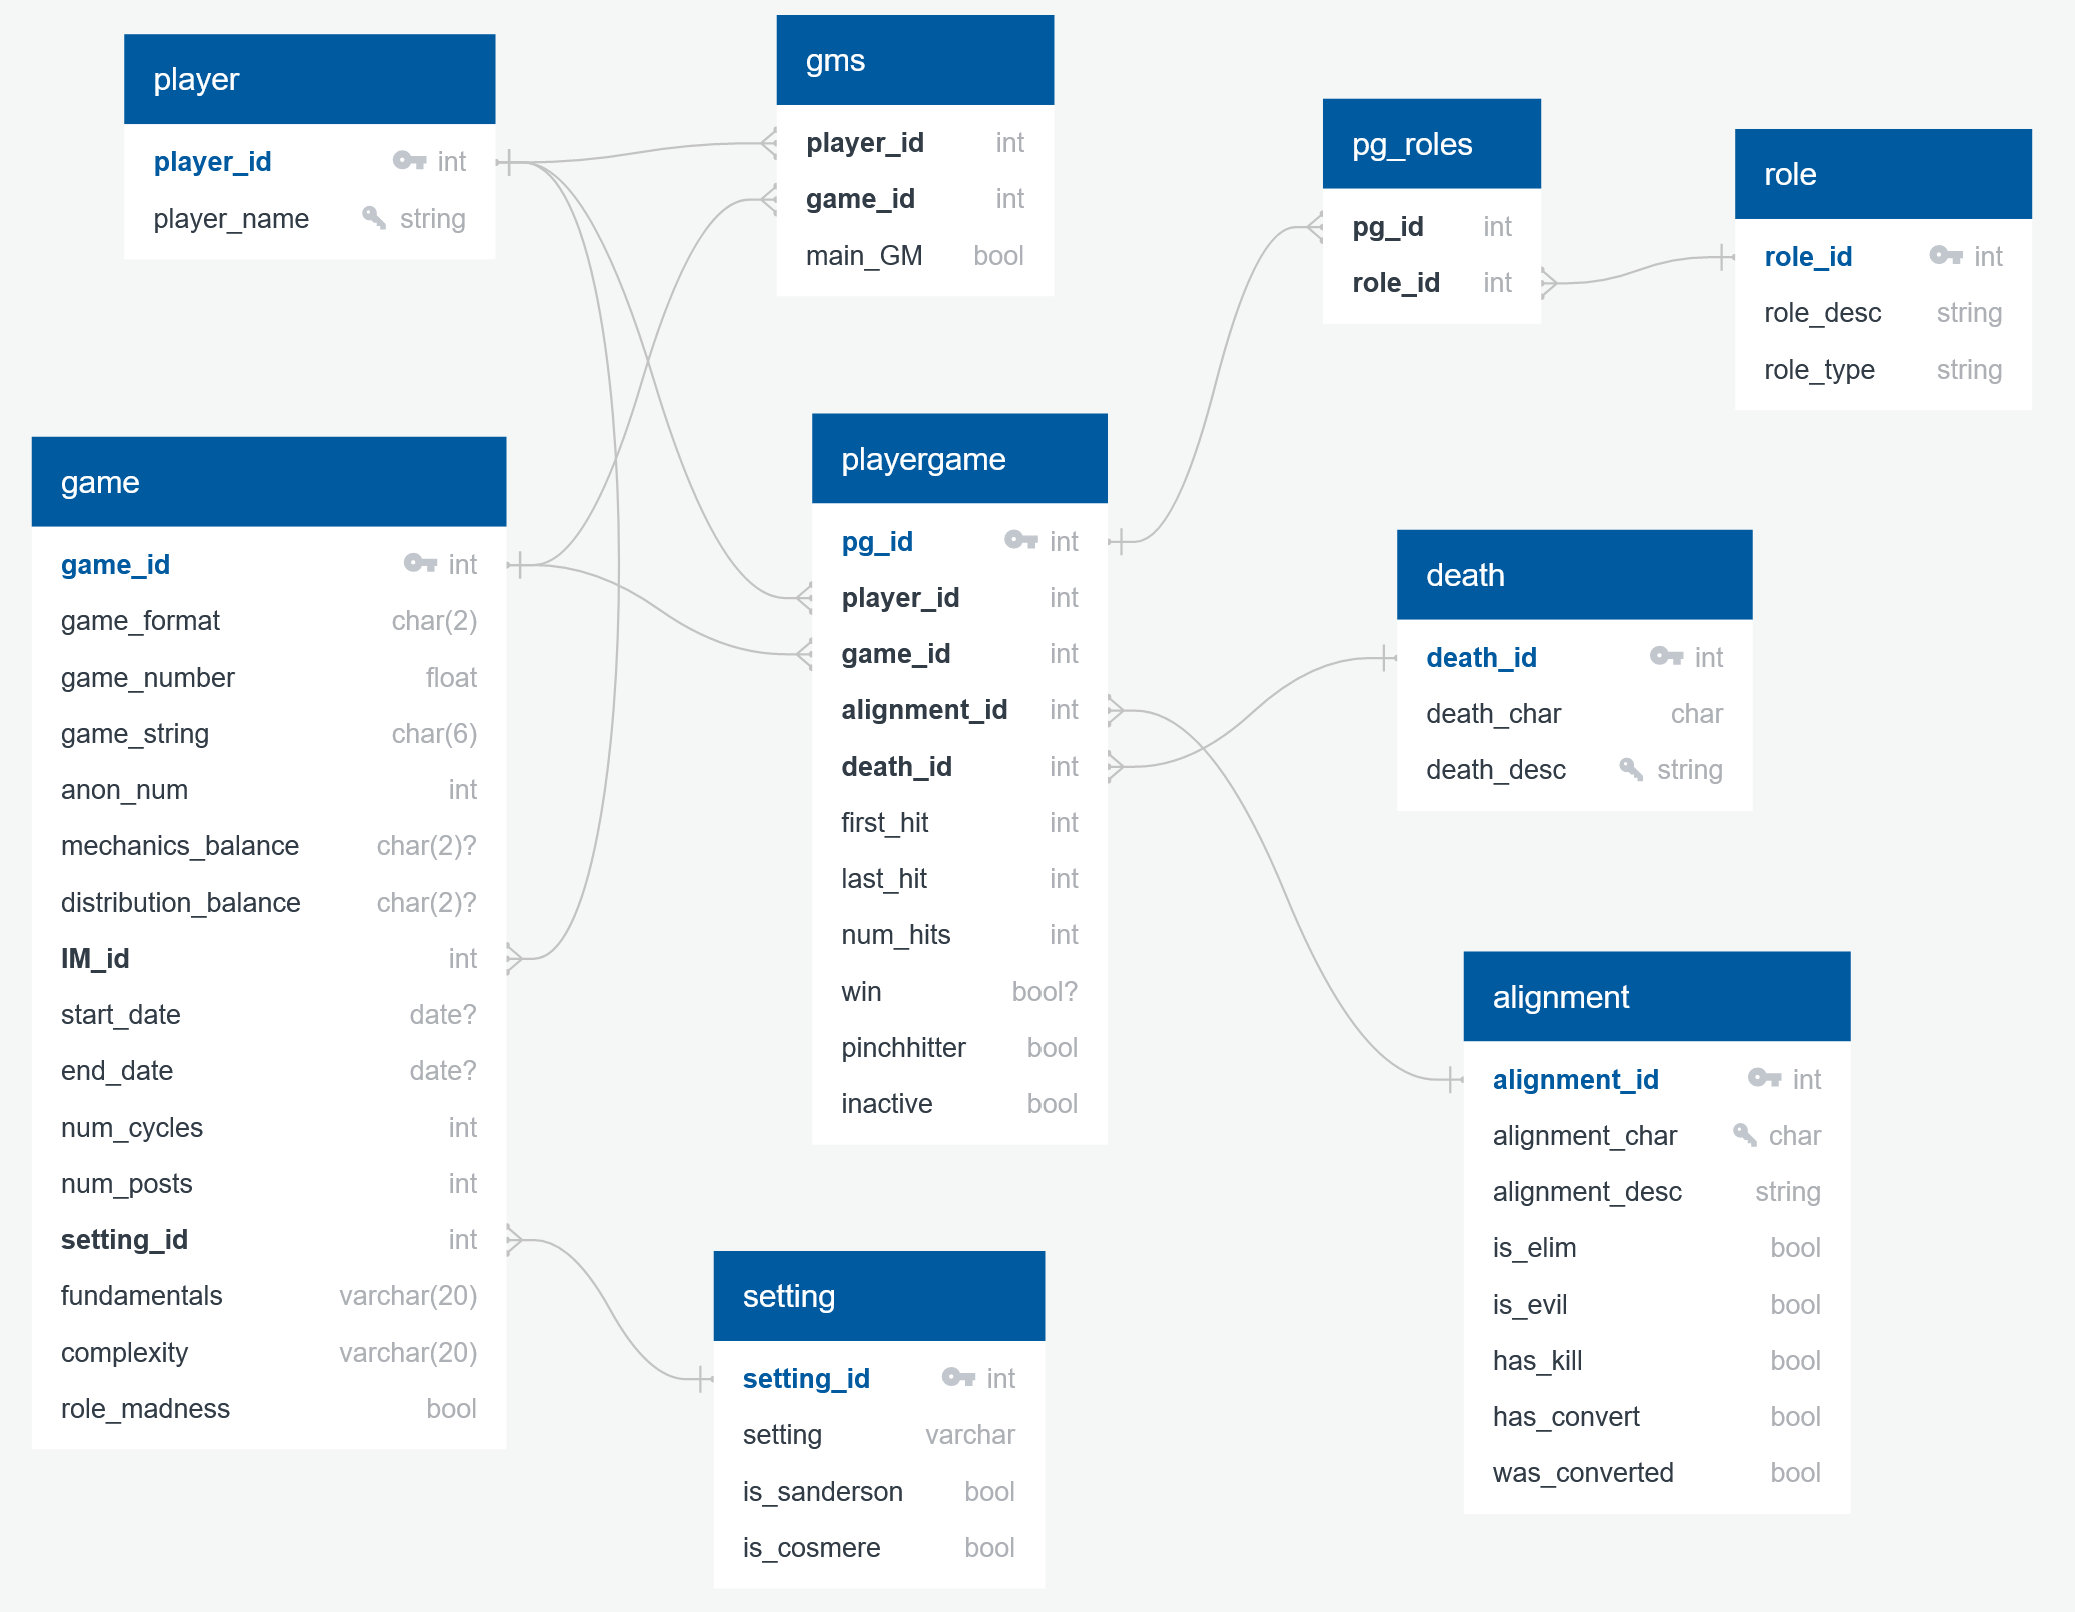 player
player_id int
player_name string
gms
player_id int
game_id int
main_GM bool
pg_roles
pg_id int
role_id int
role
role_id int
role_desc string
role_type string
game
game_id int
game_format char(2)
game_number float
game_string char(6)
anon_num int
mechanics_balance char(2)?
distribution_balance char(2)?
IM_id int
start_date date?
end_date date?
num_cycles int
num_posts int
setting_id int
fundamentals varchar(20)
complexity varchar(20)
role_madness bool
playergame
pg_id int
player_id int
game_id int
alignment_id int
death_id int
first_hit int
last_hit int
num_hits int
win bool?
pinchhitter bool
inactive bool
death
death_id int
death_char char
death_desc string
alignment
alignment_id int
alignment_char char
alignment_desc string
is_elim bool
is_evil bool
has_kill bool
has_convert bool
was_converted bool
setting
setting_id int
setting varchar
is_sanderson bool
is_cosmere bool